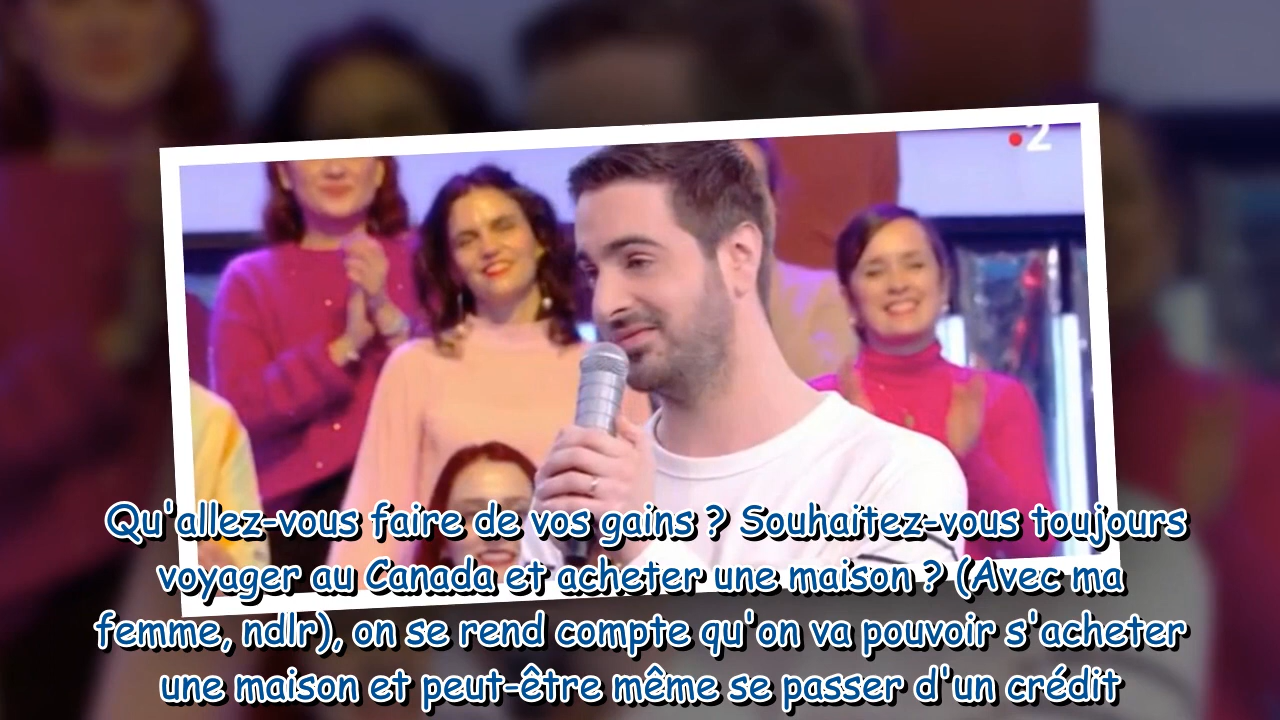 2
Qu'allez-vous faire de vos gains ? Souhaitez-vous toujours
voyager au Canada et acheter une maison ? (Avec ma
femme, ndlr), on se rend compte qu'on va pouvoir s'acheter
une maison et peut-être même se passer d'un crédit